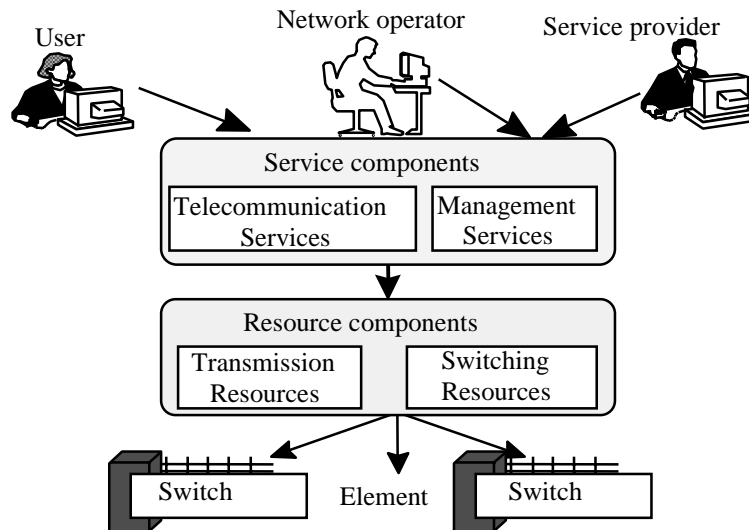 Network operator
User
Service provider
Service components
Telecommunication
Services
Management
Services
Resource components
Transmission
Resources
Switching
Resources
Switch
Element
Switch